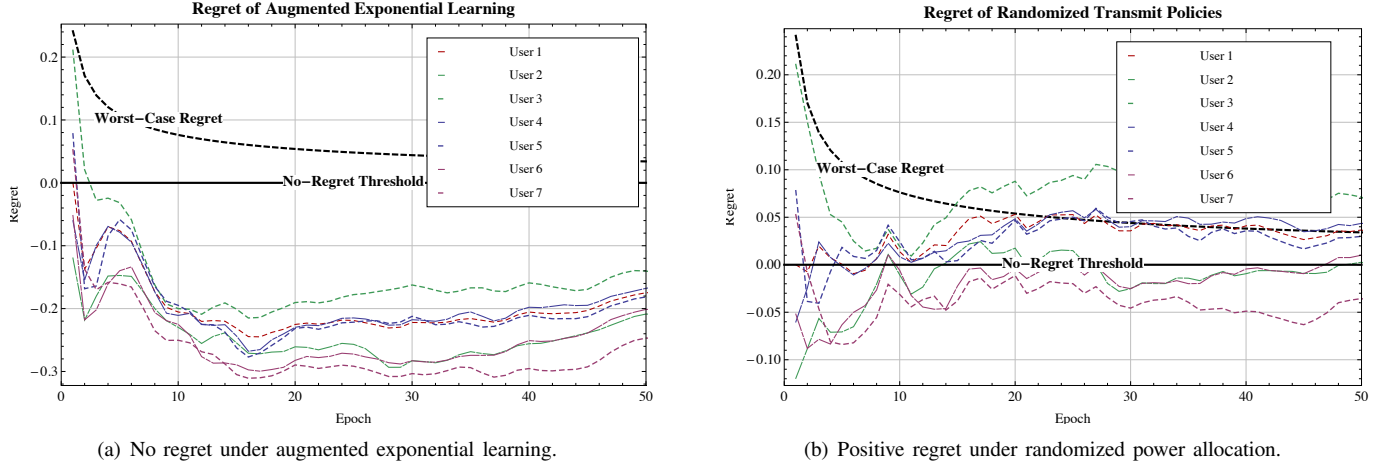 Regret of Augmented Exponential Learning
0.2
0.1
0.0
−0.1
−0.2
−0.3
Regret
Worst−Case Regret
No−Regret Threshold
User 1
User 2
User 3
User 4
User 5
User 6
User 7
0
10
20
30
40
50
Epoch
(a) No regret under augmented exponential learning.
Regret of Randomized Transmit Policies
0.20
0.15
0.10
0.05
0.00
−0.05
−0.10
Regret
Worst−Case Regret
No−Regret Threshold
User 1
User 2
User 3
User 4
User 5
User 6
User 7
0
10
20
30
40
50
Epoch
(b) Positive regret under randomized power allocation.